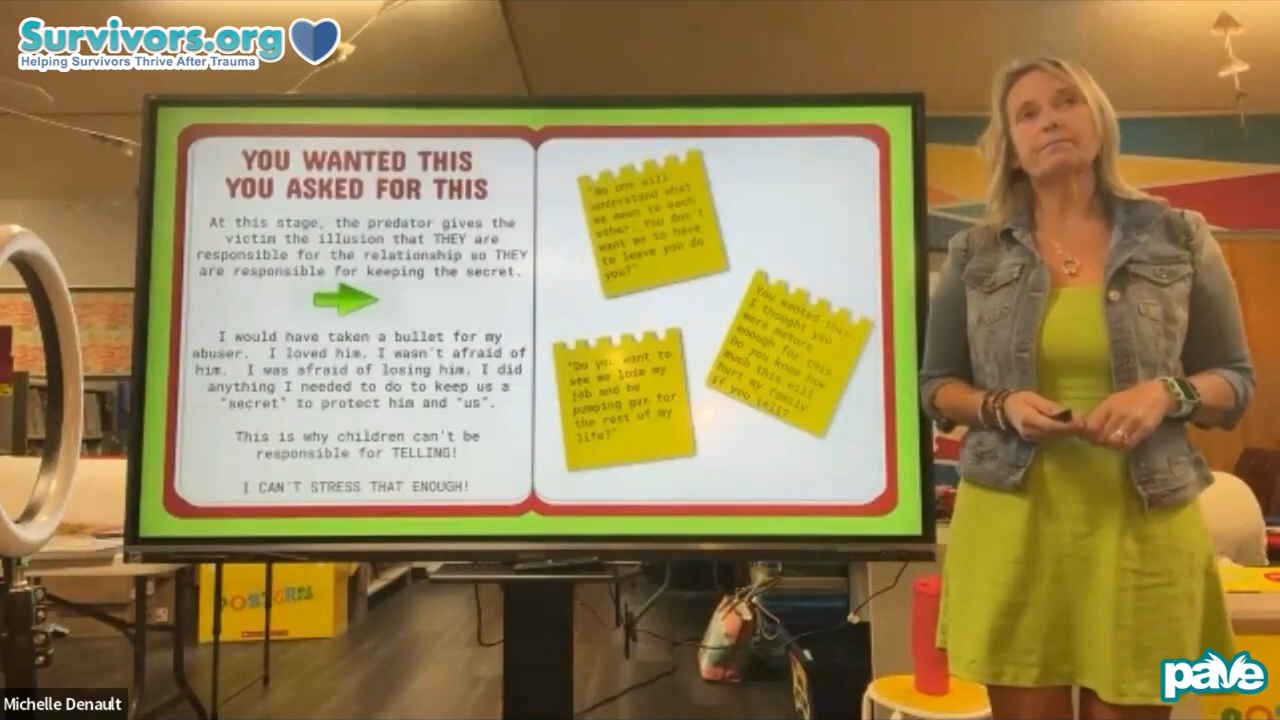 Survivors.org
Helping Survivors Thrive After Trauma
YOU WANTED THIS
YOU ASKED FOR THIS
At this stage, the predator gives the
victim the illusion that THEY are
responsible for the relationship so THEY
are responsible for keeping the secret.
I would have taken a bullet for my
abuser. I loved him. I wasn't afraid of
him. I was afraid of losing him. I did
anything I needed to do to keep us a
"secret" to protect him and "us".
This is why children can't be
responsible for TELLING!
I CAN'T STRESS THAT ENOUGH!
"No one will
understand what
we mean to each
other. You don't
want me to have
to leave you do
you?"
"Do you want to
see me lose my
job and be
pumping gas for
the rest of my
life?"
You wanted this.
I thought you
were mature
enough for this
Do you know how
much this will
hurt my family
if you tell?
Michelle Denault
pave